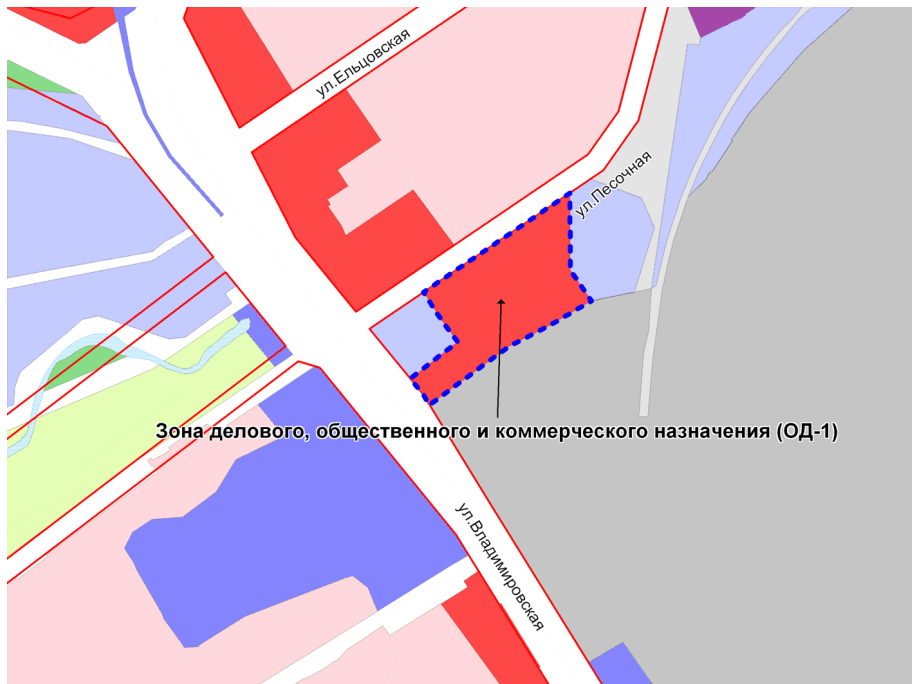 ул.Ельцовская
ул.Песочная
Зона делового, общественного и коммерческого назначения (ОД-1)
ул.Владимировская